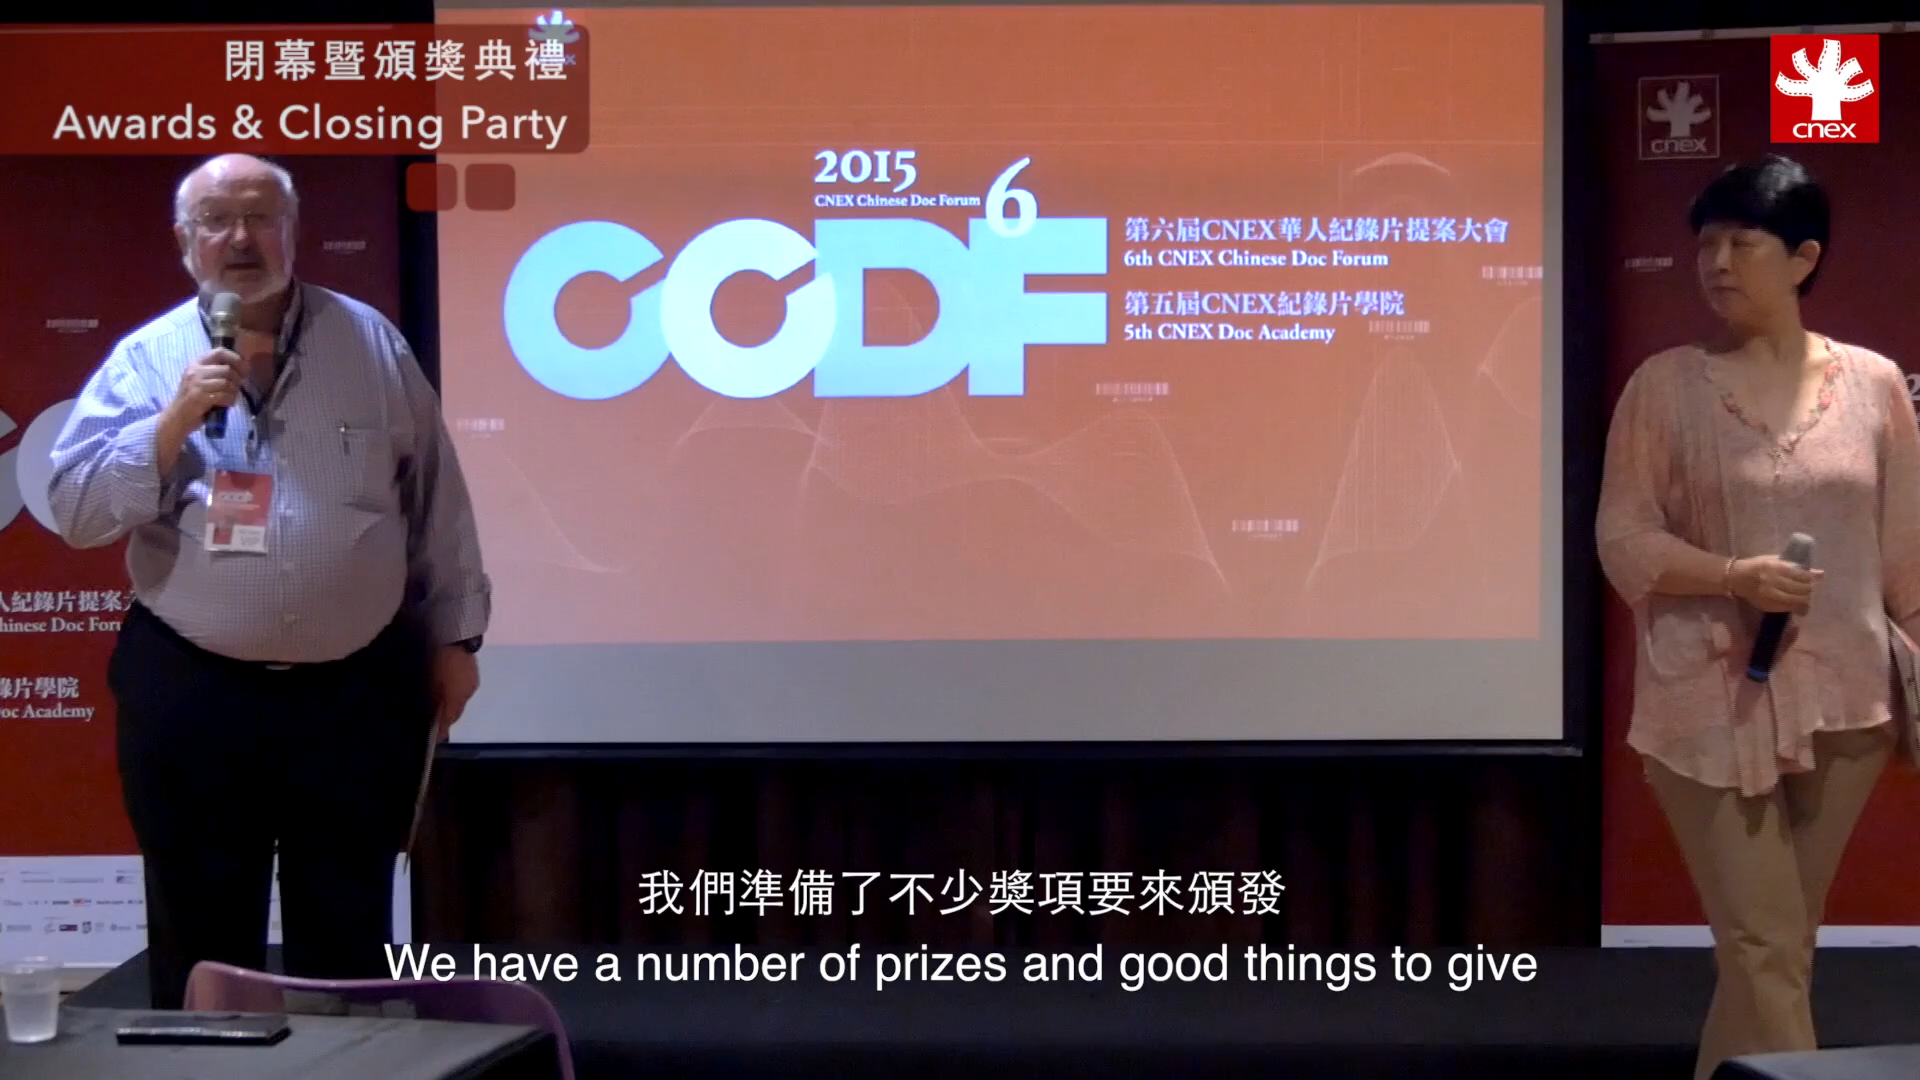 閉幕暨頒獎典禮
Awards & Closing Party
cnex
cnex
2015
CNEX Chinese Doc Forum
6
CCDF
第六屆CNEX華人紀錄片提案大會
6th CNEX Chinese Doc Forum
第五屆CNEX紀錄片學院
5th CNEX Doc Academy
CCDF
VIP
人紀錄片提案
hinese Doc Foru
錄片學院
oc Academy
我們準備了不少獎項要來頒發
We have a number of prizes and good things to give